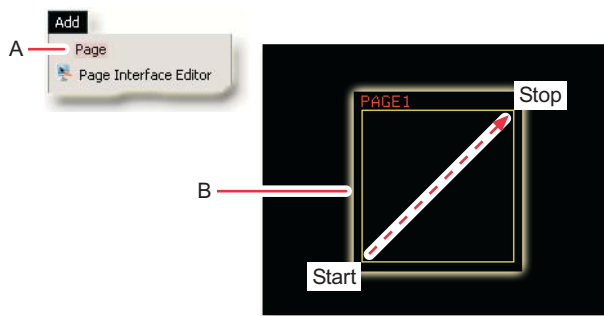 Add
A
Page
Page Interface Editor
PAGE1
Stop
B
Start